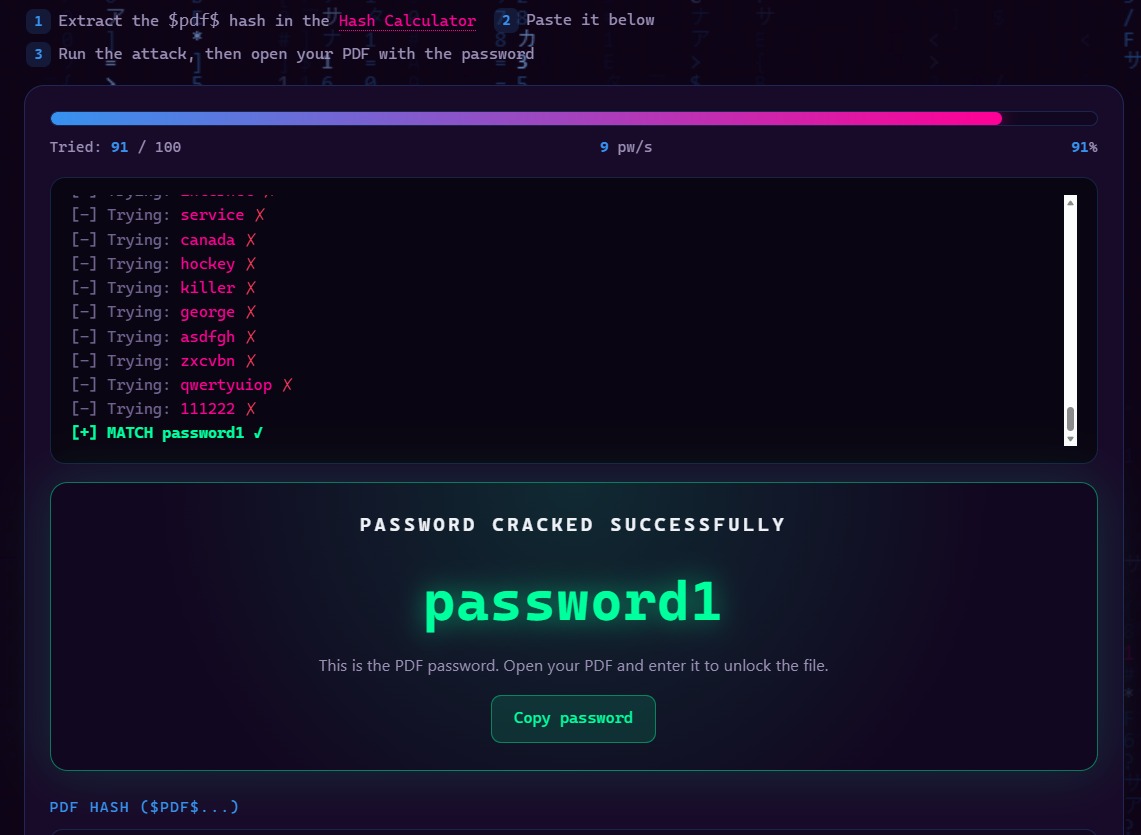 1 Extract the $pdf$ hash in the Hash Calculator 2 Paste it below
3 Run the attack, then open your PDF with the password
Tried: 91 / 100 9 pw/s 91%
[-] Trying: service ✗
[-] Trying: canada ✗
[-] Trying: hockey ✗
[-] Trying: killer ✗
[-] Trying: george ✗
[-] Trying: asdfgh ✗
[-] Trying: zxcvbn ✗
[-] Trying: qwertyuiop ✗
[-] Trying: 111222 ✗
[+] MATCH password1 ✓
PASSWORD CRACKED SUCCESSFULLY
password1
This is the PDF password. Open your PDF and enter it to unlock the file.
Copy password
PDF HASH ($PDF$...)